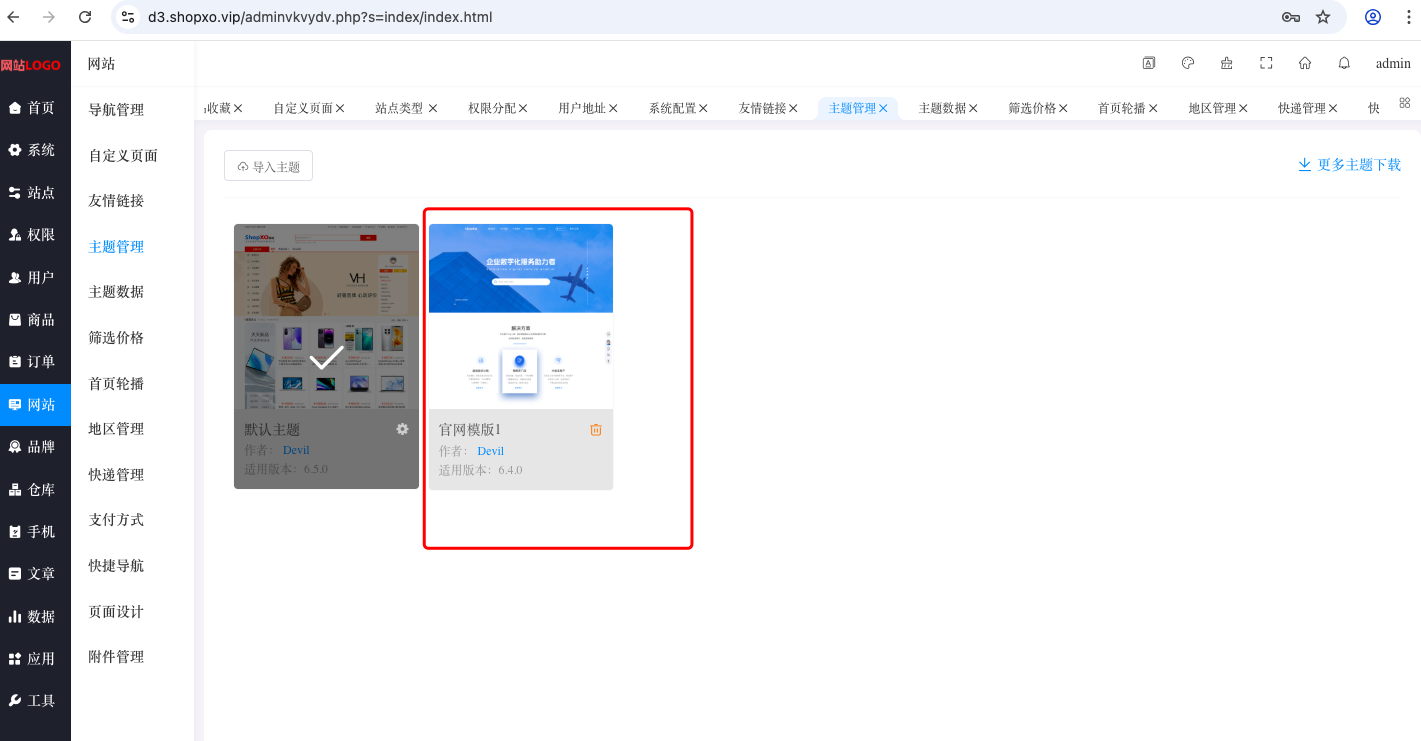 d3.shopxo.vip/adminvkvydv.php?s=index/index.html
网站LOGO
首页
系统
站点
权限
用户
商品
订单
网站
品牌
仓库
手机
文章
数据
应用
工具
网站
导航管理
自定义页面
友情链接
主题管理
主题数据
筛选价格
首页轮播
地区管理
快递管理
支付方式
快捷导航
页面设计
附件管理
admin
收藏 自定义页面 站点类型 权限分配 用户地址 系统配置 友情链接 主题管理 主题数据 筛选价格 首页轮播 地区管理 快递管理 快
导入主题
更多主题下载
ShopXO
VH
默认主题
作者： Devil
适用版本：6.5.0
企业数字化服务助力者
解决方案
官网模版1
作者： Devil
适用版本：6.4.0